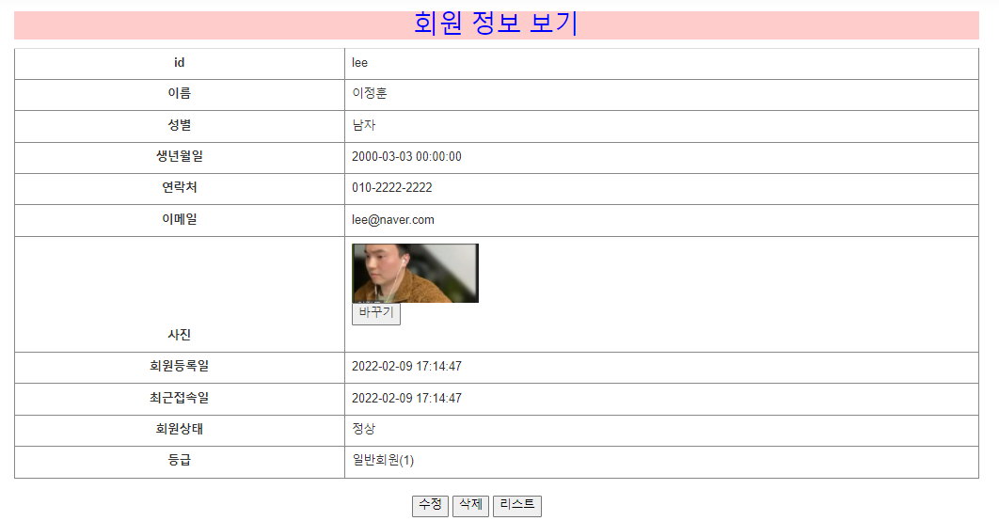 회원 정보 보기
id lee
이름 이정훈
성별 남자
생년월일 2000-03-03 00:00:00
연락처 010-2222-2222
이메일 lee@naver.com
바꾸기
사진
회원등록일 2022-02-09 17:14:47
최근접속일 2022-02-09 17:14:47
회원상태 정상
등급 일반회원(1)
수정 삭제 리스트